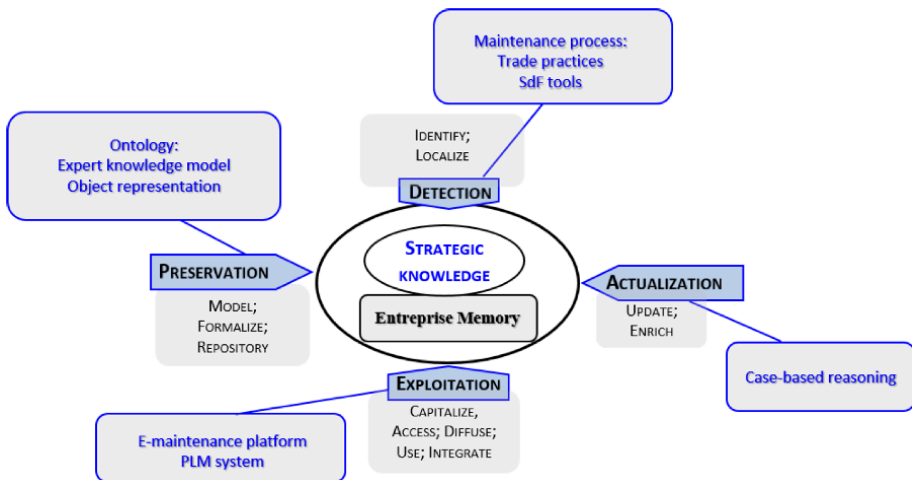 Maintenance process:
Trade practices
SdF tools
IDENTIFY;
LOCALIZE
DETECTION
Ontology:
Expert knowledge model
Object representation
PRESERVATION
MODEL;
FORMALIZE;
REPOSITORY
STRATEGIC
KNOWLEDGE
Entreprise Memory
ACTUALIZATION
UPDATE;
ENRICH
Case-based reasoning
EXPLOITATION
CAPITALIZE,
ACCESS; DIFFUSE;
USE; INTEGRATE
E-maintenance platform
PLM system